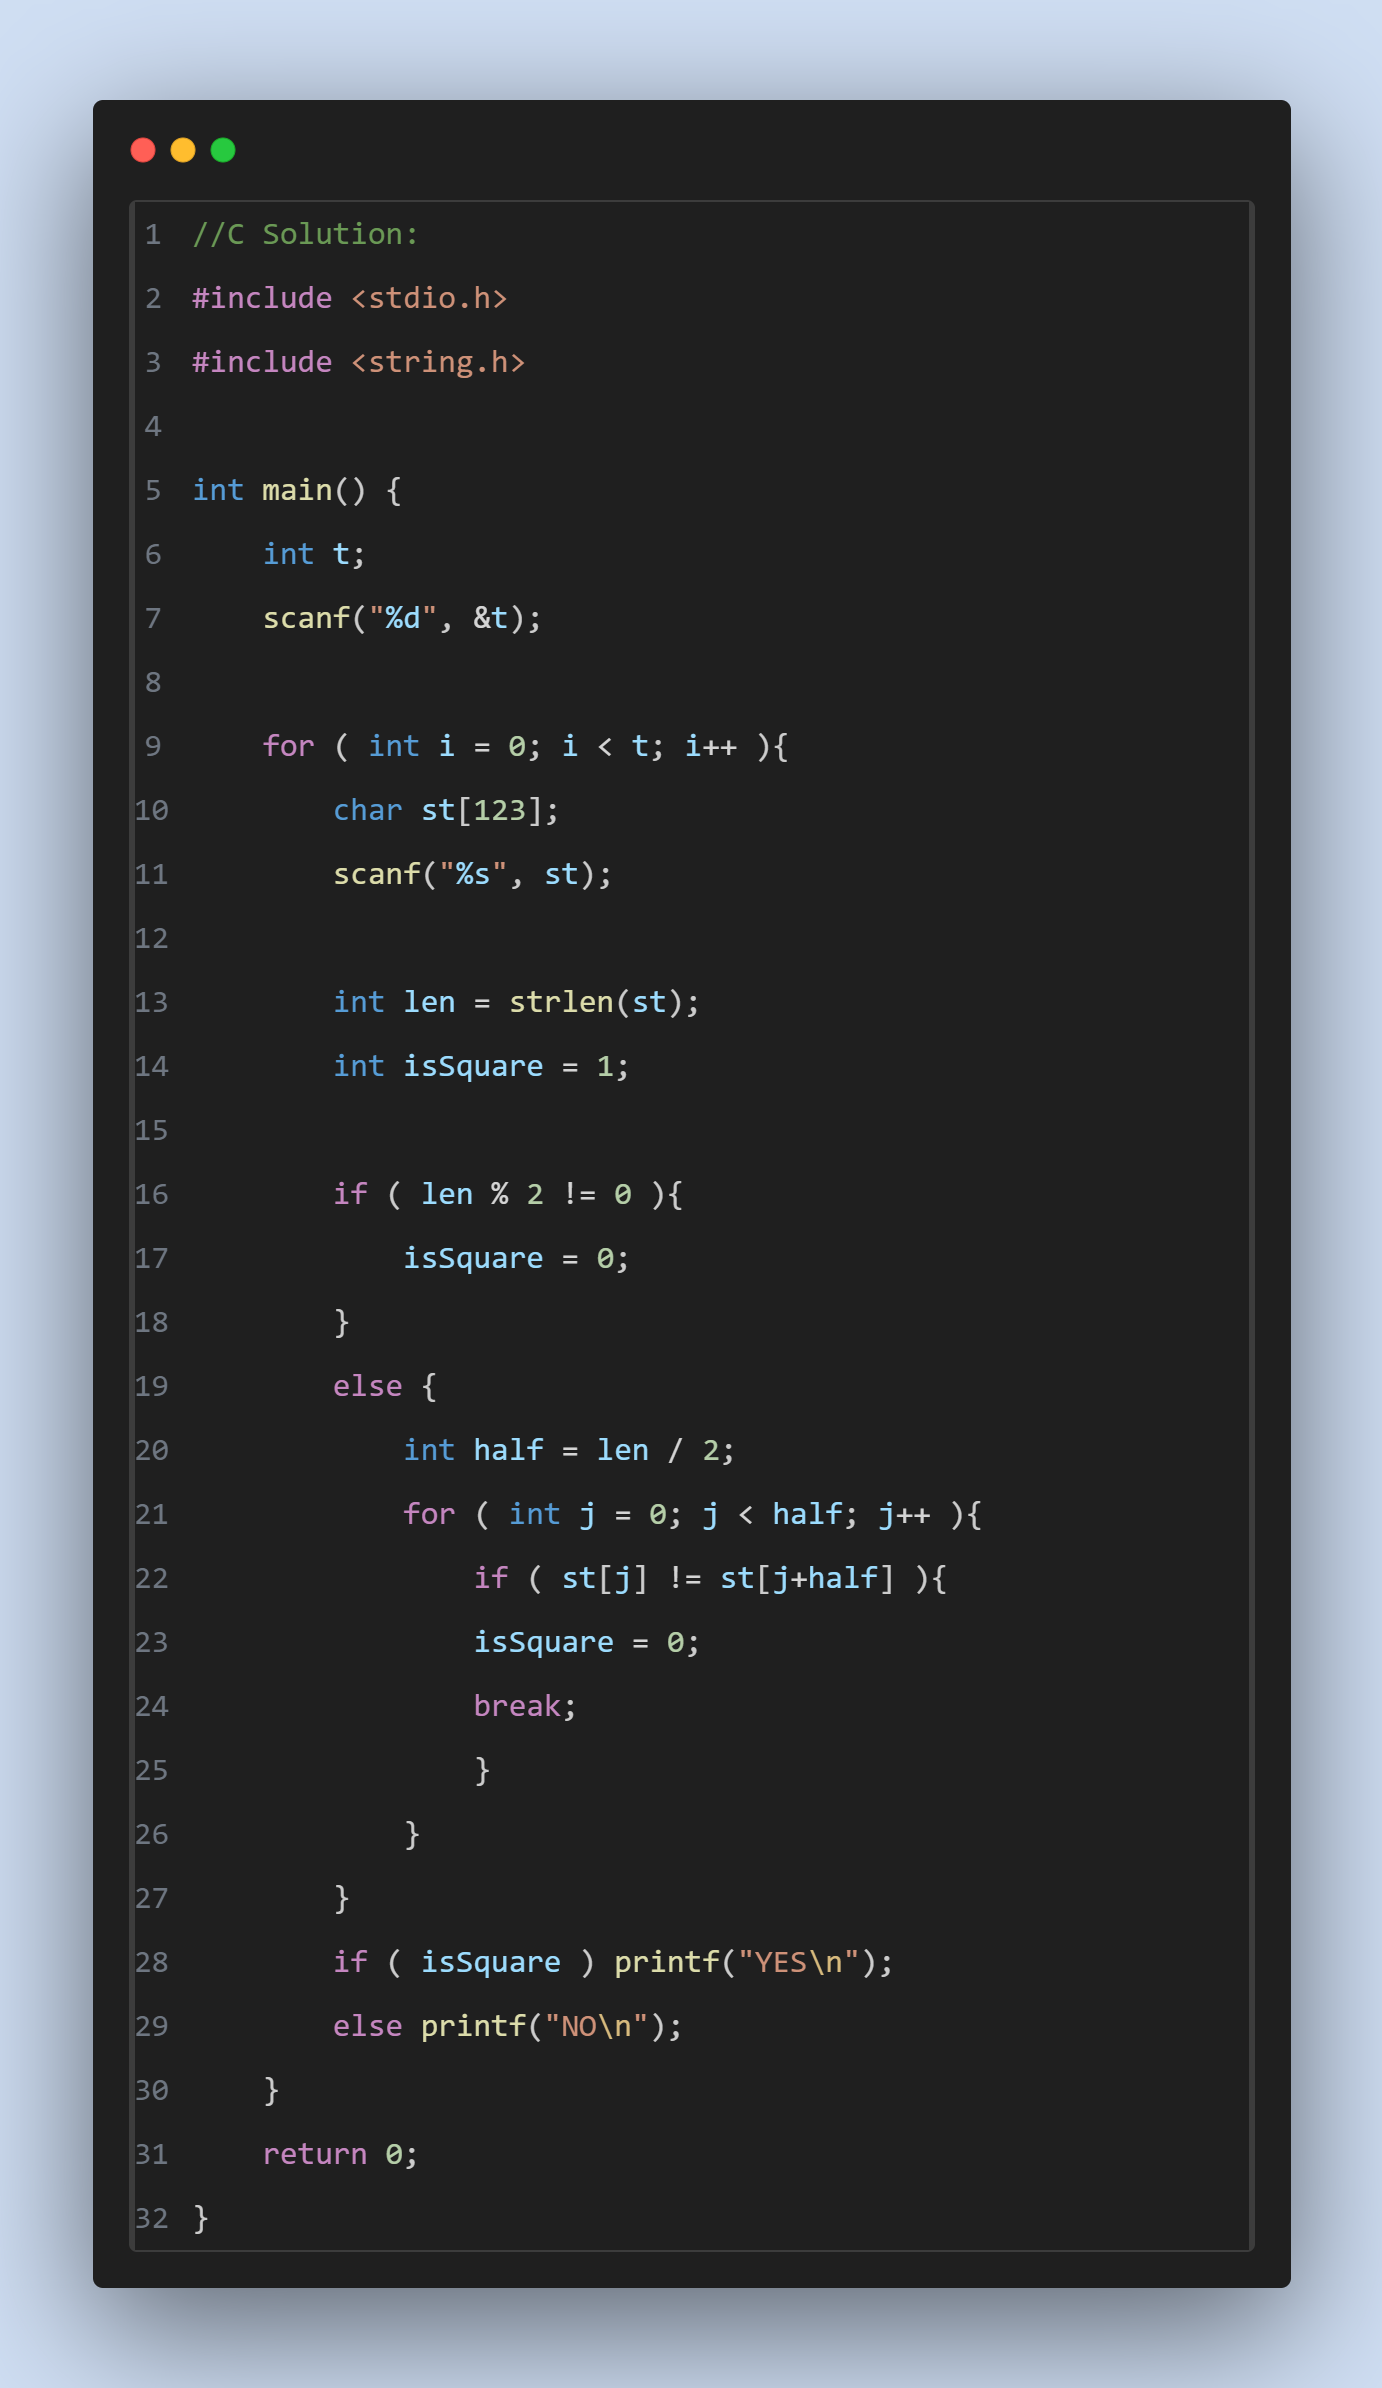 1 //C Solution:
2 #include <stdio.h>
3 #include <string.h>
4
5 int main() {
6     int t;
7     scanf("%d", &t);
8
9     for ( int i = 0; i < t; i++ ){
10         char st[123];
11         scanf("%s", st);
12
13         int len = strlen(st);
14         int isSquare = 1;
15
16         if ( len % 2 != 0 ){
17             isSquare = 0;
18         }
19         else {
20             int half = len / 2;
21             for ( int j = 0; j < half; j++ ){
22                 if ( st[j] != st[j+half] ){
23                 isSquare = 0;
24                 break;
25                 }
26             }
27         }
28         if ( isSquare ) printf("YES\n");
29         else printf("NO\n");
30     }
31     return 0;
32 }